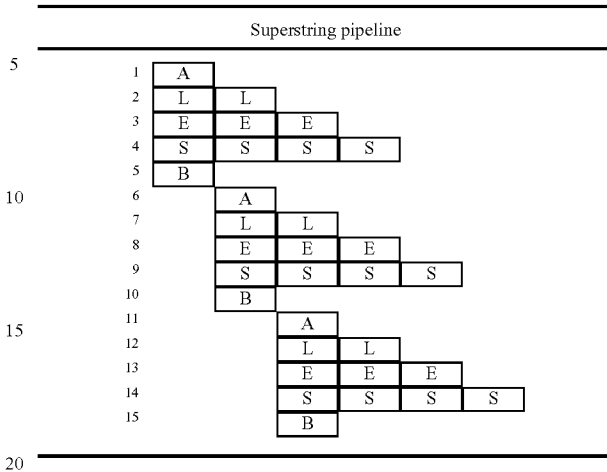 Superstring pipeline
5
1 A
2 L L
3 E E E
4 S S S S
5 B
10
6 A
7 L L
8 E E E
9 S S S S
10 B
15
11 A
12 L L
13 E E E
14 S S S S
15 B
20